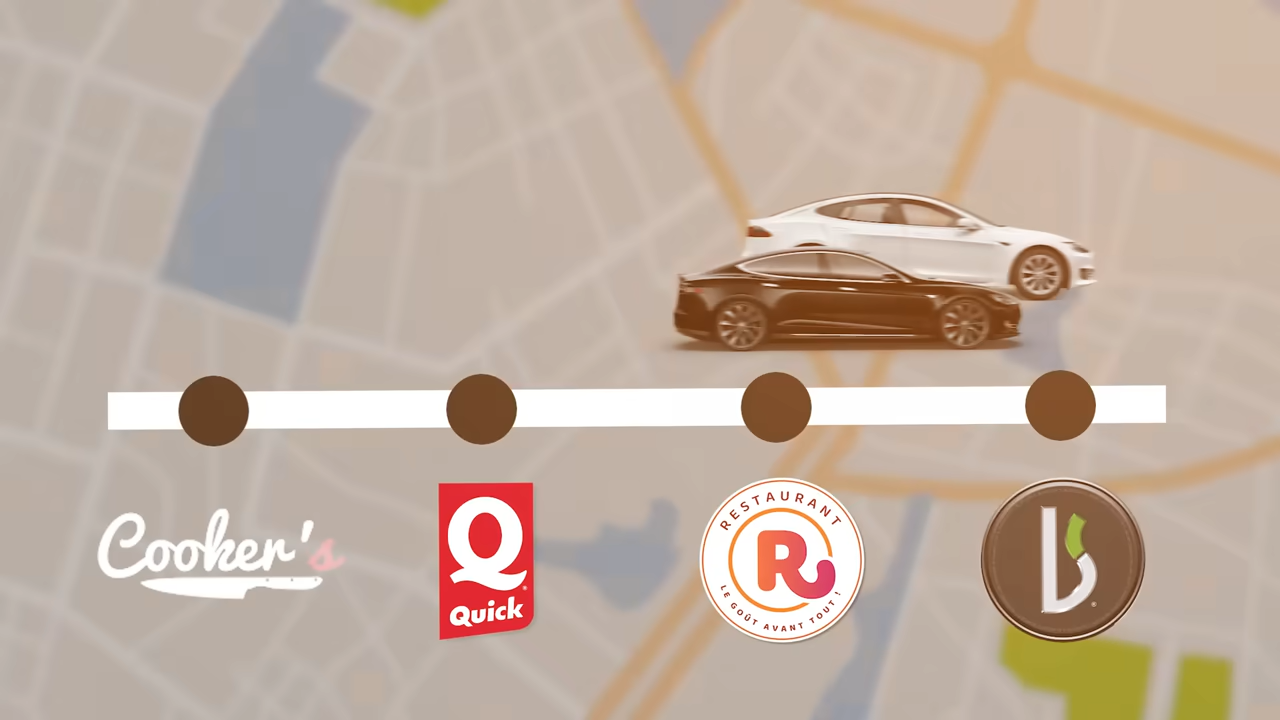 Cooker's
Q
Quick
RESTAURANT
R
LE GOÛT AVANT TOUT !
b